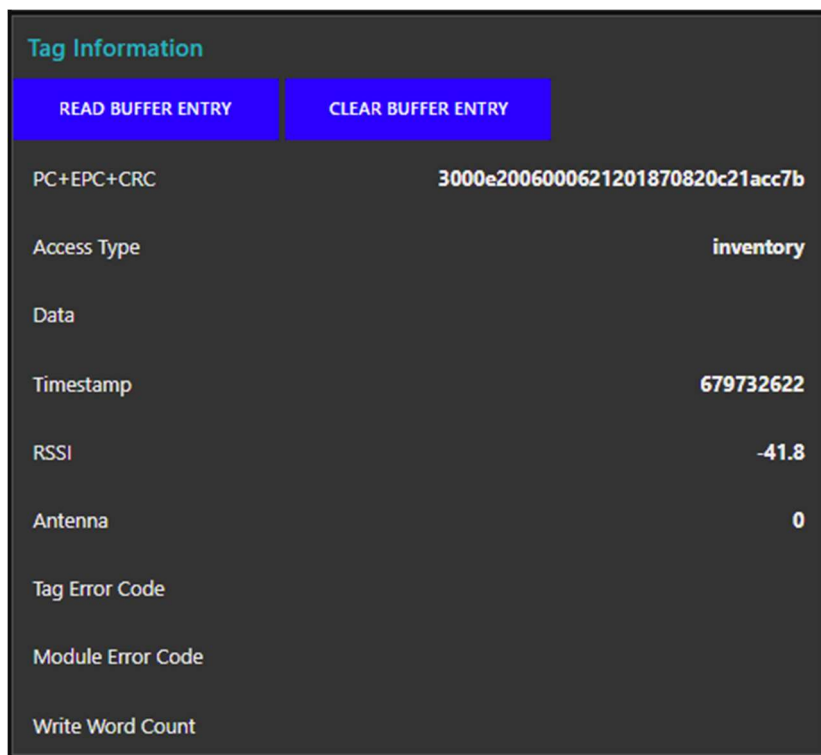 Tag Information
READ BUFFER ENTRY CLEAR BUFFER ENTRY
PC+EPC+CRC 3000e2006000621201870820c21acc7b
Access Type inventory
Data
Timestamp 679732622
RSSI -41.8
Antenna 0
Tag Error Code
Module Error Code
Write Word Count